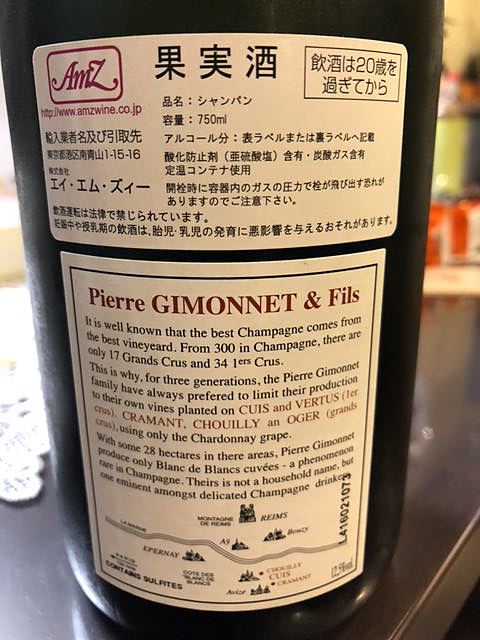 AmZ
果実酒
飲酒は20歳を
過ぎてから
http://www.amzwine.co.jp
品名：シャンパン
容量：750ml
輸入業者名及び引取先
アルコール分：表ラベルまたは裏ラベルへ記載
東京都港区南青山1-15-16
酸化防止剤（亜硫酸塩）含有・炭酸ガス含有
定温コンテナ使用
株式会社
エイ・エム・ズィー
開栓時に容器内のガスの圧力で栓が飛び出す恐れが
ありますのでご注意下さい。
飲酒運転は法律で禁じられています。
妊娠中や授乳期の飲酒は、胎児・乳児の発育に悪影響を与えるおそれがあります。
Pierre GIMONNET & Fils
It is well known that the best Champagne comes from
the best vineyeard. From 300 in Champagne, there are
only 17 Grands Crus and 34 1ers Crus.
This is why, for three generations, the Pierre Gimonnet
family have always prefered to limit their production
to their own vines planted on CUIS and VERTUS (1er
crus). CRAMANT, CHOUILLY an OGER (grands
crus), using only the Chardonnay grape.
With some 28 hectares in there areas, Pierre Gimonnet
produce only Blanc de Blancs cuvées - a phenomenon
rare in Champagne. Theirs is not a household name, but
one eminent amongst delicated Champagne drinkers.
L416021073
MONTAGNE
DE REIMS
REIMS
LA MARNE
Aÿ
Bouzy
EPERNAY
PARIS
CONTAINS SULFITES
COTE DES
BLANC DE
BLANCS
CHOUILLY
CUIS
CRAMANT
Avize
12,5%vol.